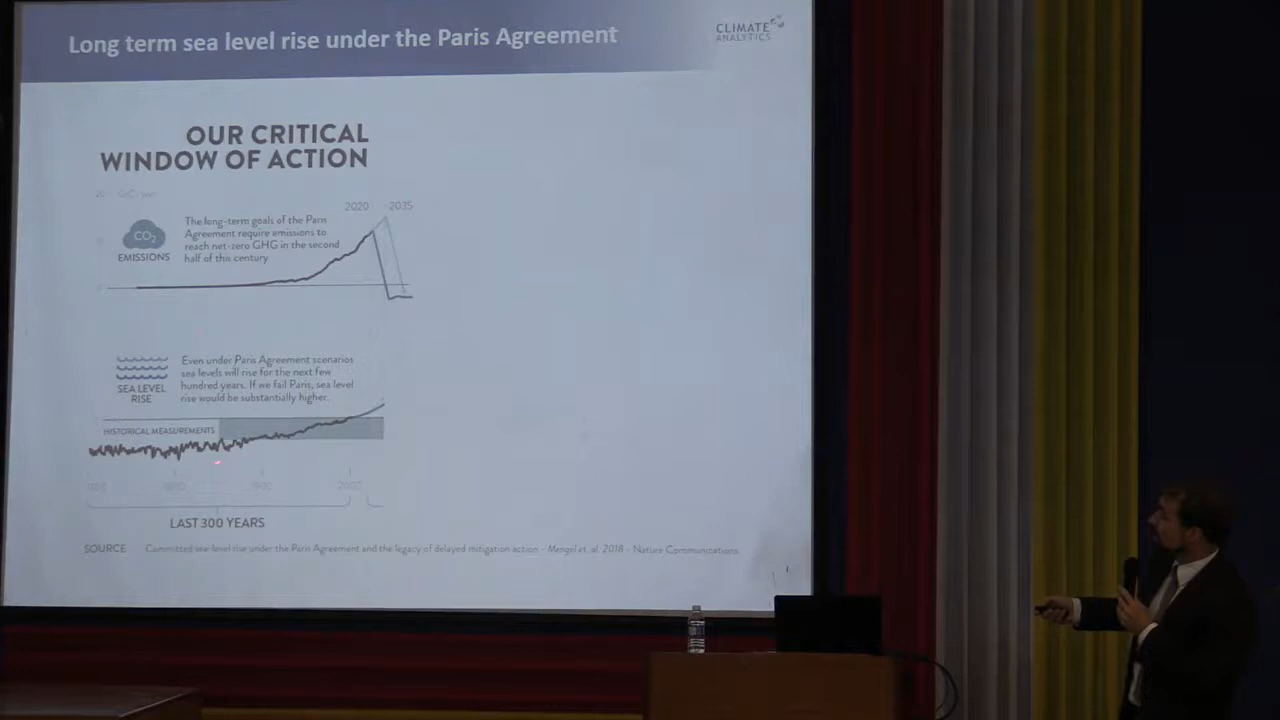 Long term sea level rise under the Paris Agreement
CLIMATE
ANALYTICS
OUR CRITICAL
WINDOW OF ACTION
2020
2035
CO2
EMISSIONS
The long-term goals of the Paris
Agreement require emissions to
reach net-zero GHG in the second
half of this century
SEA LEVEL
RISE
Even under Paris Agreement scenarios
sea levels will rise for the next few
hundred years. If we fail Paris, sea level
rise would be substantially higher.
HISTORICAL MEASUREMENTS
1800
1900
2000
LAST 300 YEARS
SOURCE
Committed sea-level rise under the Paris Agreement and the legacy of delayed mitigation action - Mengel et. al. 2018 - Nature Communications